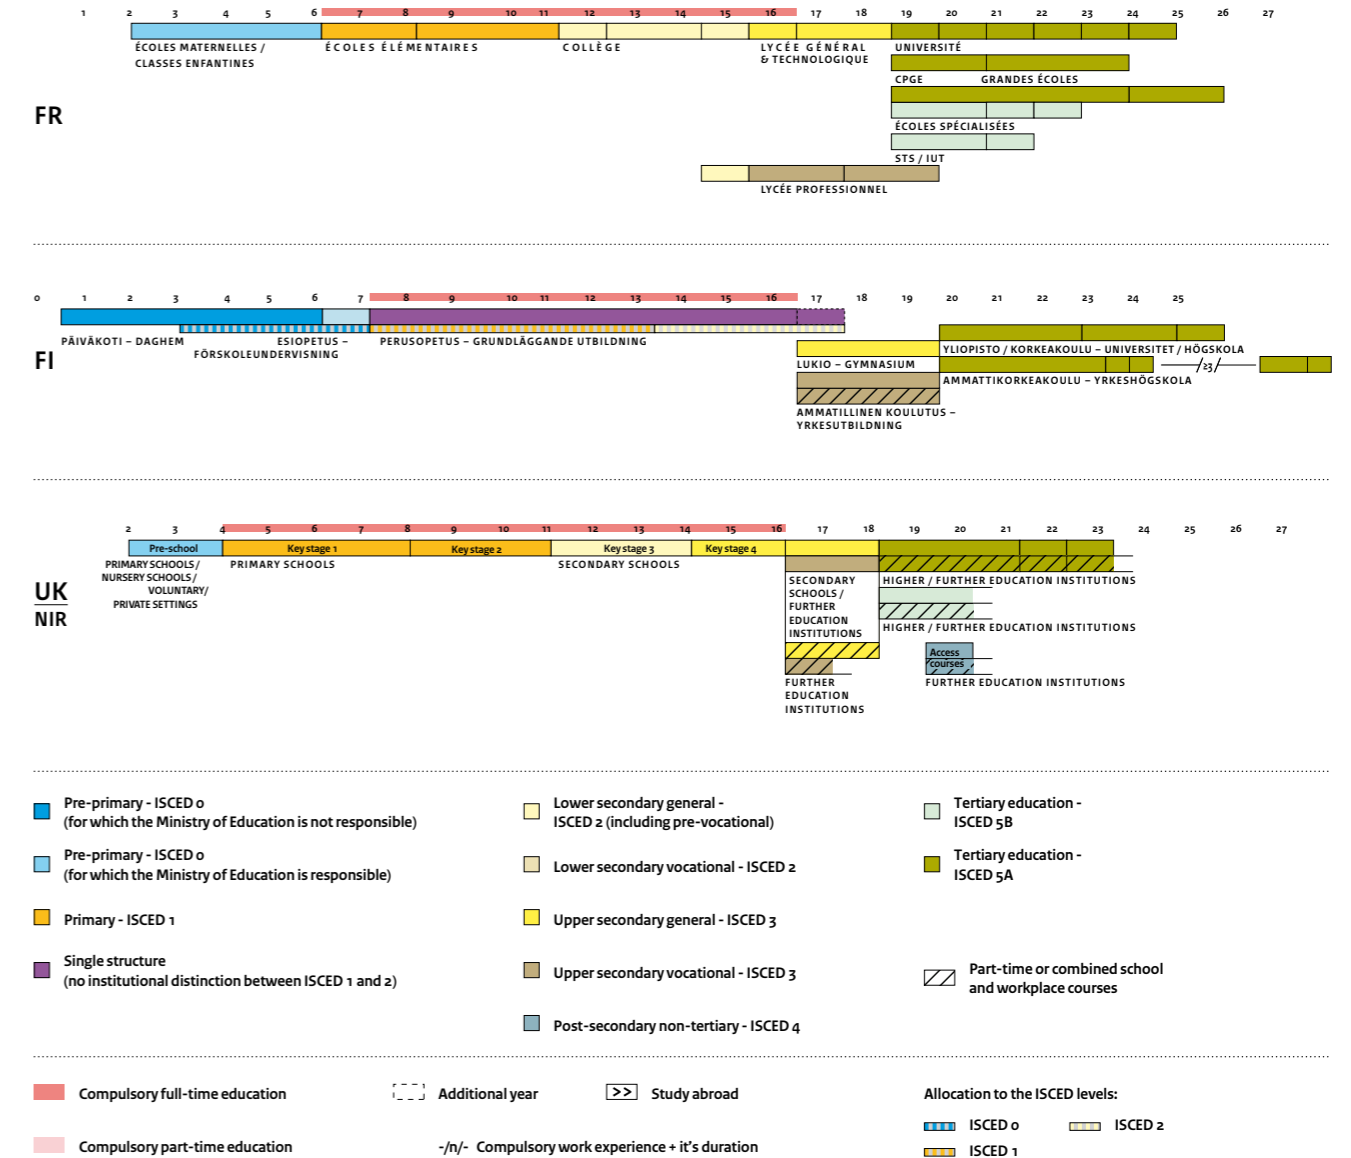 1 2 3 4 5 6 7 8 9 10 11 12 13 14 15 16 17 18 19 20 21 22 23 24 25 26 27
ÉCOLES MATERNELLES /
CLASSES ENFANTINES
ÉCOLES ÉLÉMENTAIRES
COLLÈGE
LYCÉE GÉNÉRAL
& TECHNOLOGIQUE
UNIVERSITÉ
CPGE GRANDES ÉCOLES
FR
ÉCOLES SPÉCIALISÉES
STS / IUT
LYCÉE PROFESSIONNEL
0 1 2 3 4 5 6 7 8 9 10 11 12 13 14 15 16 17 18 19 20 21 22 23 24 25
PÄIVÄKOTI – DAGHEM
ESIOPETUS –
FÖRSKOLEUNDERVISNING
PERUSOPETUS – GRUNDLÄGGANDE UTBILDNING
YLIOPISTO / KORKEAKOULU – UNIVERSITET / HÖGSKOLA
FI
LUKIO – GYMNASIUM
/23/
AMMATTIKORKEAKOULU – YRKESHÖGSKOLA
AMMATILLINEN KOULUTUS –
YRKESUTBILDNING
2 3 4 5 6 7 8 9 10 11 12 13 14 15 16 17 18 19 20 21 22 23 24 25 26 27
Pre-school Key stage 1 Key stage 2 Key stage 3 Key stage 4
PRIMARY SCHOOLS /
NURSERY SCHOOLS /
VOLUNTARY/
PRIVATE SETTINGS
PRIMARY SCHOOLS
SECONDARY SCHOOLS
UK
NIR
SECONDARY
SCHOOLS /
FURTHER
EDUCATION
INSTITUTIONS
HIGHER / FURTHER EDUCATION INSTITUTIONS
HIGHER / FURTHER EDUCATION INSTITUTIONS
Access
courses
FURTHER EDUCATION INSTITUTIONS
FURTHER
EDUCATION
INSTITUTIONS
Pre-primary - ISCED 0
(for which the Ministry of Education is not responsible)
Pre-primary - ISCED 0
(for which the Ministry of Education is responsible)
Primary - ISCED 1
Single structure
(no institutional distinction between ISCED 1 and 2)
Lower secondary general -
ISCED 2 (including pre-vocational)
Lower secondary vocational - ISCED 2
Upper secondary general - ISCED 3
Upper secondary vocational - ISCED 3
Post-secondary non-tertiary - ISCED 4
Tertiary education -
ISCED 5B
Tertiary education -
ISCED 5A
Part-time or combined school
and workplace courses
Compulsory full-time education
Compulsory part-time education
Additional year
-/n/- Compulsory work experience + it's duration
>> Study abroad
Allocation to the ISCED levels:
ISCED 0 ISCED 2
ISCED 1